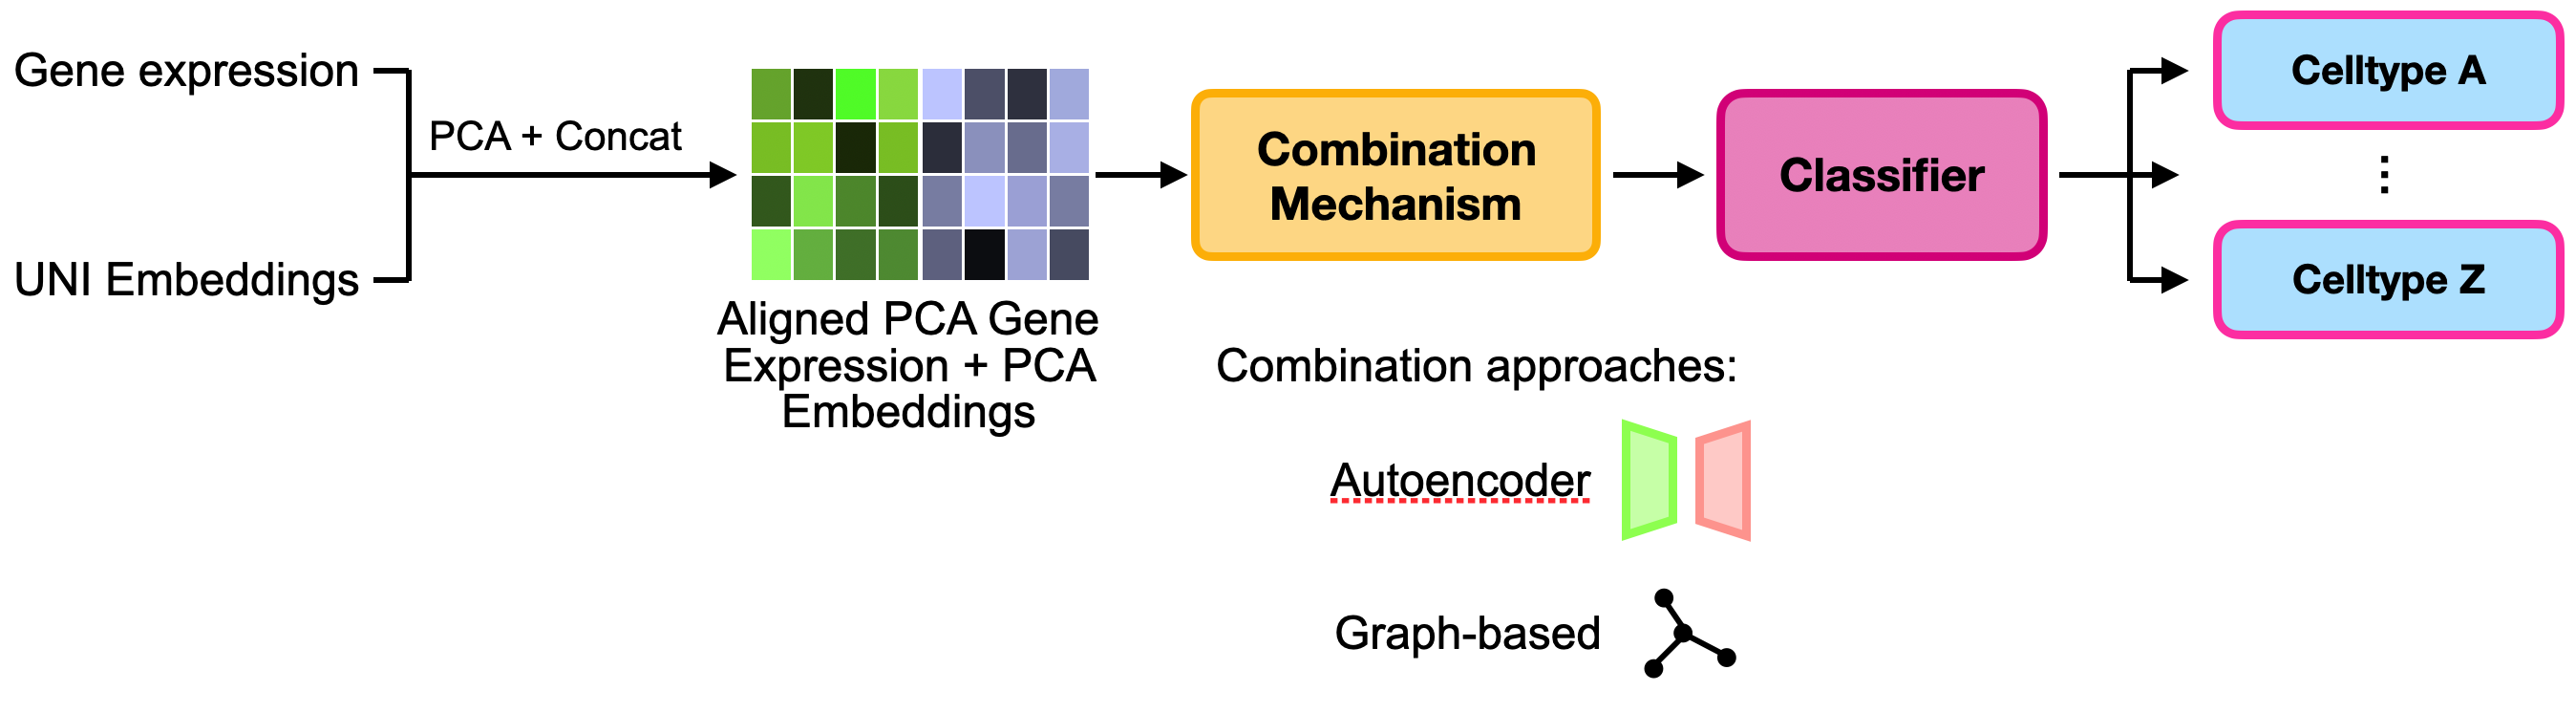 Gene expression
UNI Embeddings
PCA + Concat
Aligned PCA Gene
Expression + PCA
Embeddings
Combination
Mechanism
Classifier
Celltype A
⋮
Celltype Z
Combination approaches:
Autoencoder
Graph-based